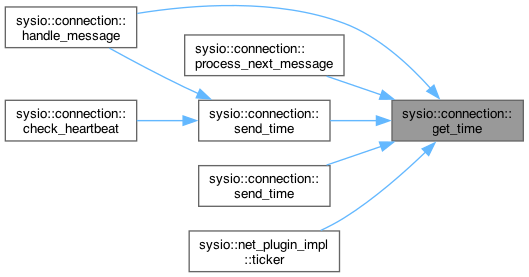 sysio::connection::
handle_message
sysio::connection::
process_next_message
sysio::connection::
check_heartbeat
sysio::connection::
send_time
sysio::connection::
get_time
sysio::connection::
send_time
sysio::net_plugin_impl
::ticker